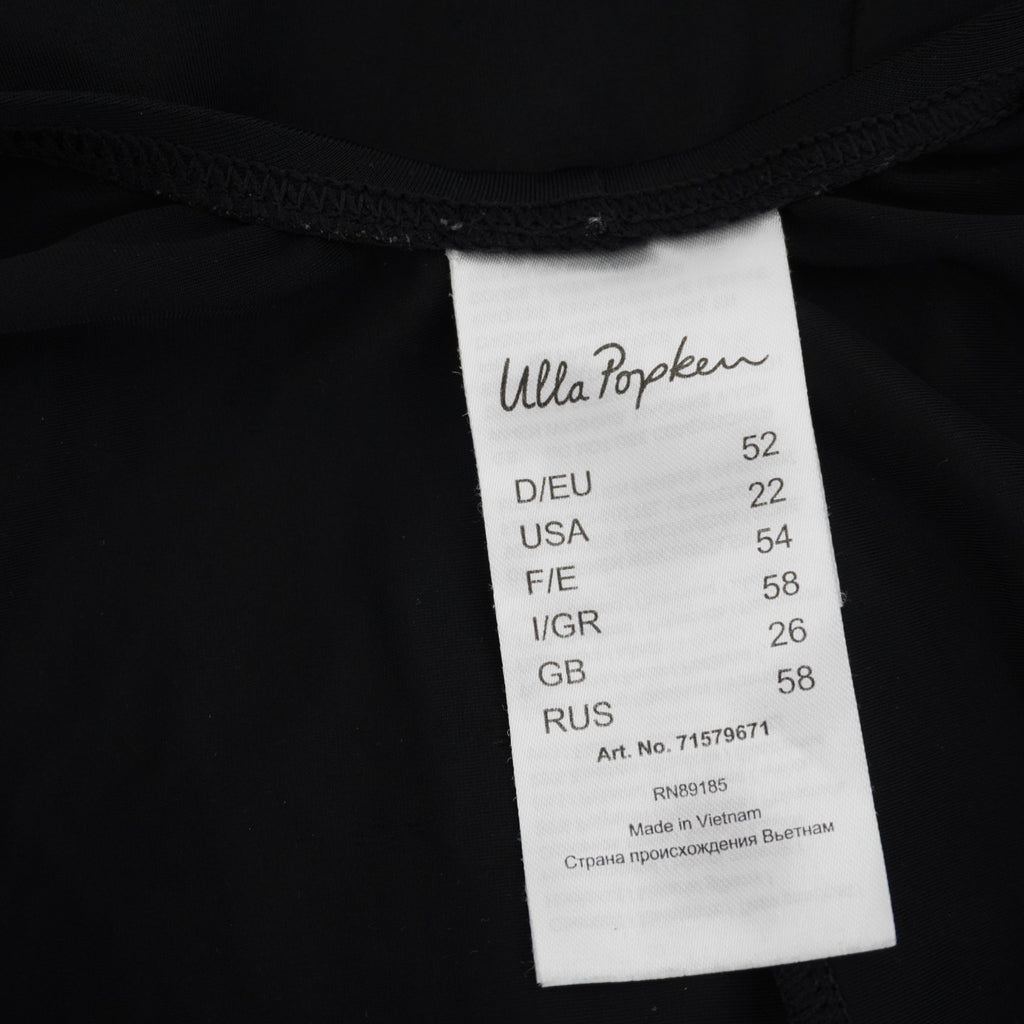 Ulla Popken
D/EU 52
USA 22
F/E 54
I/GR 58
GB 26
RUS 58
Art. No. 71579671
RN89185
Made in Vietnam
Страна происхождения Вьетнам